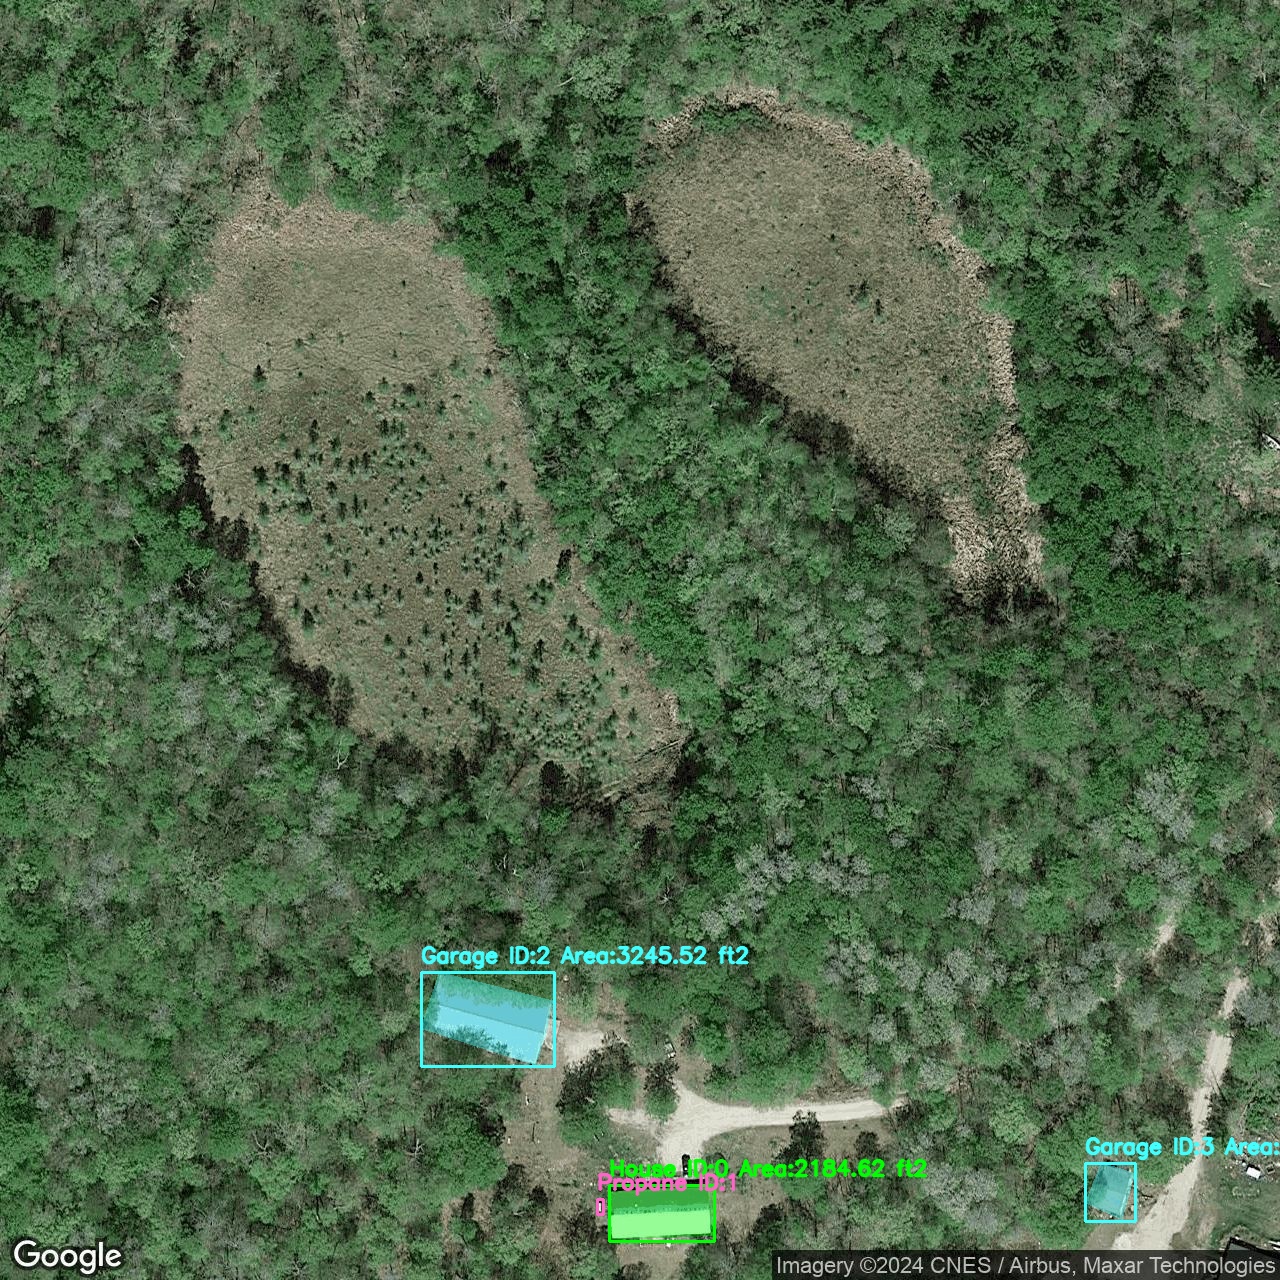 Garage ID:2 Area:3245.52 ft2
Garage ID:3 Area:
House ID:0 Area:2184.62 ft2
Propane ID:1
Google
Imagery ©2024 CNES / Airbus, Maxar Technologies